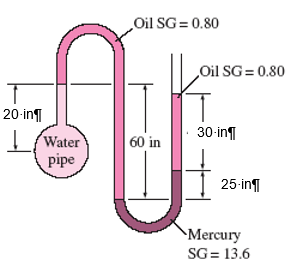 Oil SG = 0.80
Oil SG = 0.80
20·in¶
Water
pipe
60 in
30·in¶
25·in¶
Mercury
SG = 13.6